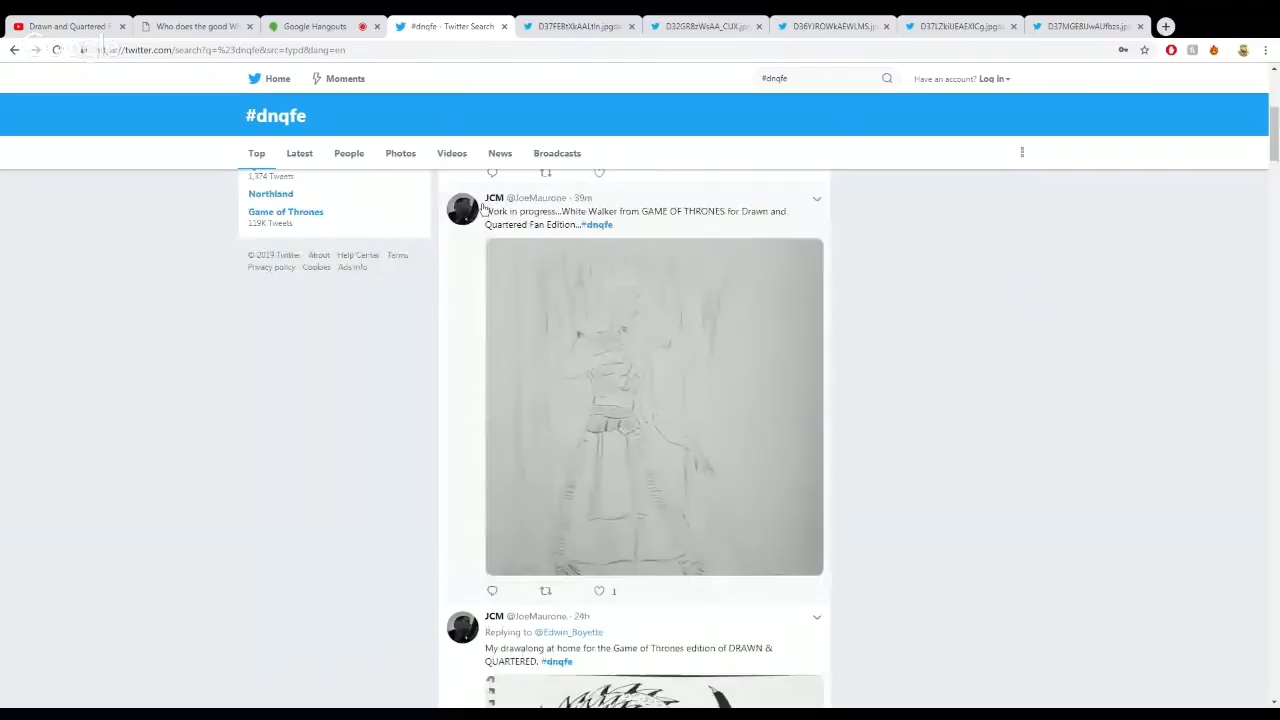 Drawn and Quartered F
Who does the good W
Google Hangouts
#dnqfe - Twitter Search
D37FEBtXkAALtln.jpg
D32GR8zWsAA_CUX.jp
D36YJROWkAEWLMS.j
D37LZkiUEAEXICg.jpg
D37MGE8UwAUfbzs.jp
twitter.com/search?q=%23dnqfe&src=typd&lang=en
Home Moments #dnqfe Have an account? Log in
#dnqfe
Top Latest People Photos Videos News Broadcasts
1,374 Tweets
Northland
Game of Thrones
119K Tweets
© 2019 Twitter About Help Center Terms
Privacy policy Cookies Ads info
JCM @JoeMaurone · 39m
Work in progress...White Walker from GAME OF THRONES for Drawn and
Quartered Fan Edition...#dnqfe
1
JCM @JoeMaurone · 24h
Replying to @Edwin_Boyette
My drawalong at home for the Game of Thrones edition of DRAWN &
QUARTERED. #dnqfe